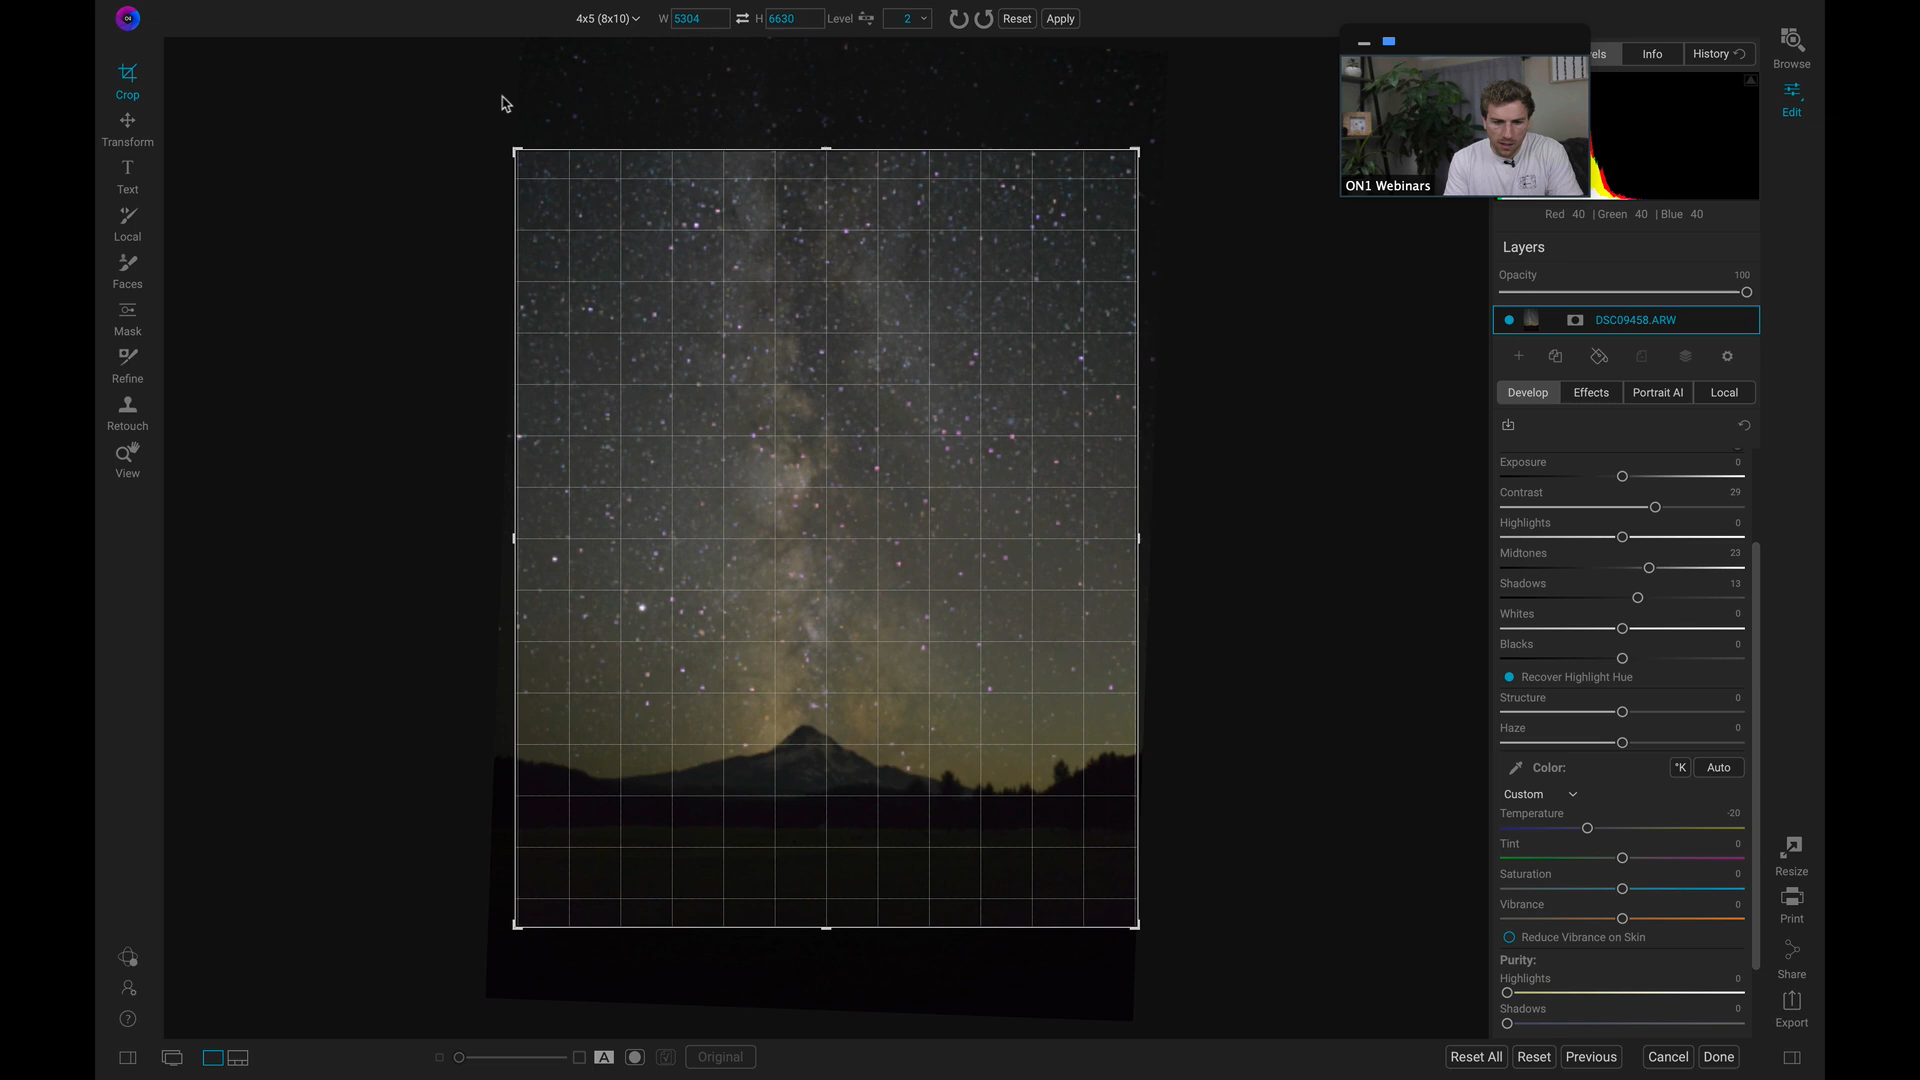 4x5 (8x10) W 5304 H 6630 Level 2 Reset Apply
Crop
Transform
Text
Local
Faces
Mask
Refine
Retouch
View
ON1 Webinars
Info History
Browse
Edit
Red 40 | Green 40 | Blue 40
Layers
Opacity 100
DSC09458.ARW
Develop Effects Portrait AI Local
Exposure 0
Contrast 29
Highlights 0
Midtones 23
Shadows 13
Whites 0
Blacks 0
Recover Highlight Hue
Structure 0
Haze 0
Color: °K Auto
Custom
Temperature -20
Tint 0
Saturation 0
Vibrance 0
Reduce Vibrance on Skin
Purity:
Highlights 0
Shadows 0
Resize
Print
Share
Export
A Original Reset All Reset Previous Cancel Done